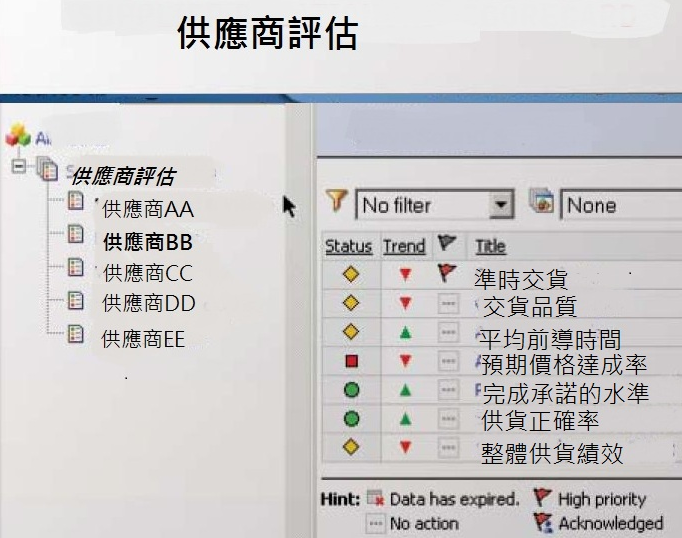 供應商評估
供應商評估
供應商AA
供應商BB
供應商CC
供應商DD
供應商EE
No filter
None
Status Trend Title
準時交貨
交貨品質
平均前導時間
預期價格達成率
完成承諾的水準
供貨正確率
整體供貨績效
Hint: Data has expired. High priority
No action Acknowledged